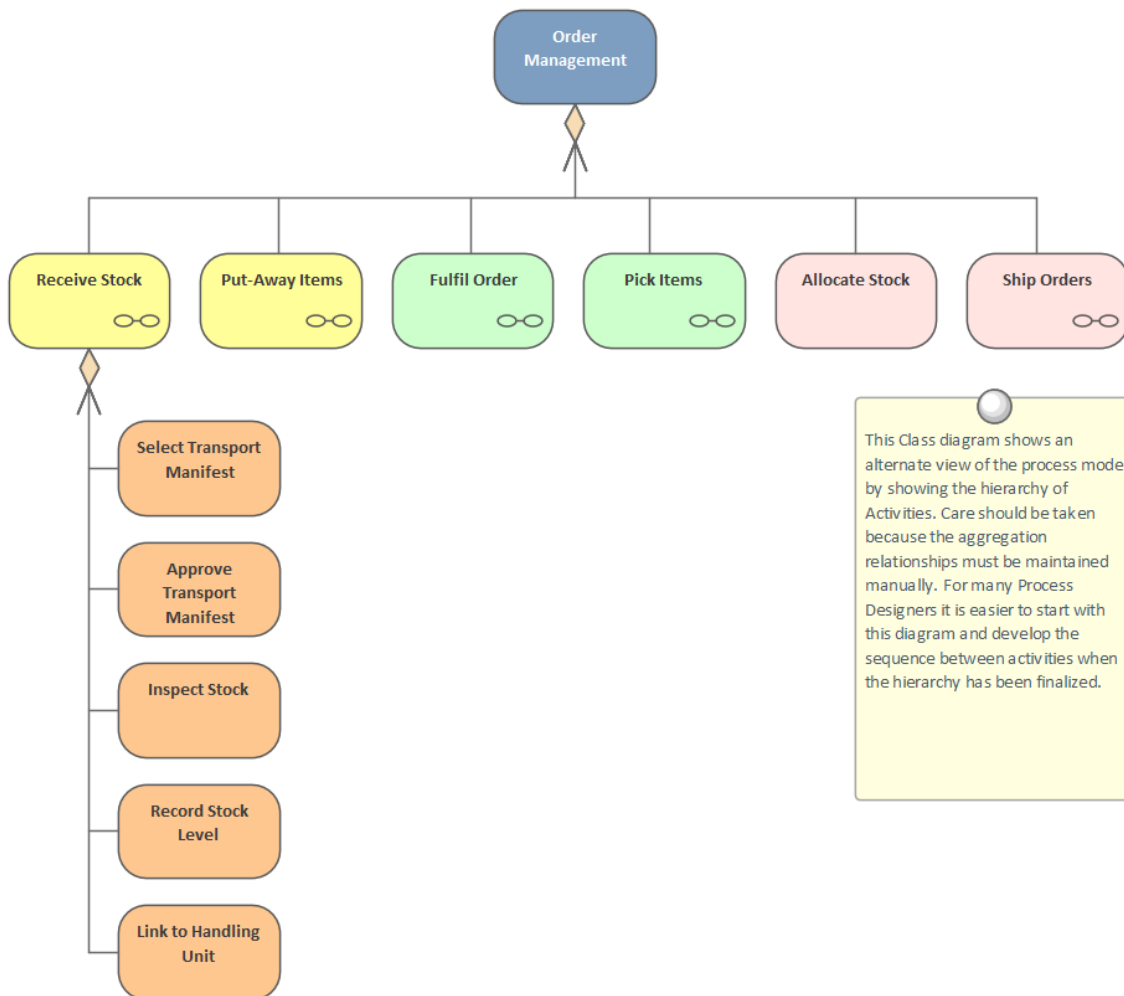 Order
Management
Receive Stock
Put-Away Items
Fulfil Order
Pick Items
Allocate Stock
Ship Orders
Select Transport
Manifest
Approve
Transport
Manifest
Inspect Stock
Record Stock
Level
Link to Handling
Unit
This Class diagram shows an
alternate view of the process mode
by showing the hierarchy of
Activities. Care should be taken
because the aggregation
relationships must be maintained
manually. For many Process
Designers it is easier to start with
this diagram and develop the
sequence between activities when
the hierarchy has been finalized.